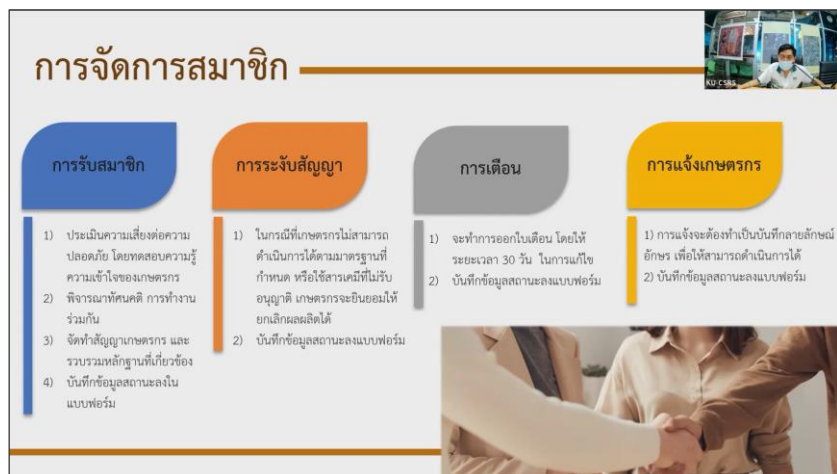 การจัดการสมาชิก
KU-CSRS
การรับสมาชิก
1) ประเมินความเสี่ยงต่อความ
ปลอดภัย โดยทดสอบความรู้
ความเข้าใจของเกษตรกร
2) พิจารณาทัศนคติ การทำงาน
ร่วมกัน
3) จัดทำสัญญาเกษตรกร และ
รวบรวมหลักฐานที่เกี่ยวข้อง
4) บันทึกข้อมูลสถานะลงใน
แบบฟอร์ม
การระงับสัญญา
1) ในกรณีที่เกษตรกรไม่สามารถ
ดำเนินการได้ตามมาตรฐานที่
กำหนด หรือใช้สารเคมีที่ไม่รับ
อนุญาติ เกษตรกรจะยินยอมให้
ยกเลิกผลผลิตได้
2) บันทึกข้อมูลสถานะลงแบบฟอร์ม
การเตือน
1) จะทำการออกใบเตือน โดยให้
ระยะเวลา 30 วัน ในการแก้ไข
2) บันทึกข้อมูลสถานะลงแบบฟอร์ม
การแจ้งเกษตรกร
1) การแจ้งจะต้องทำเป็นบันทึกลายลักษณ์
อักษร เพื่อให้สามารถดำเนินการได้
2) บันทึกข้อมูลสถานะลงแบบฟอร์ม